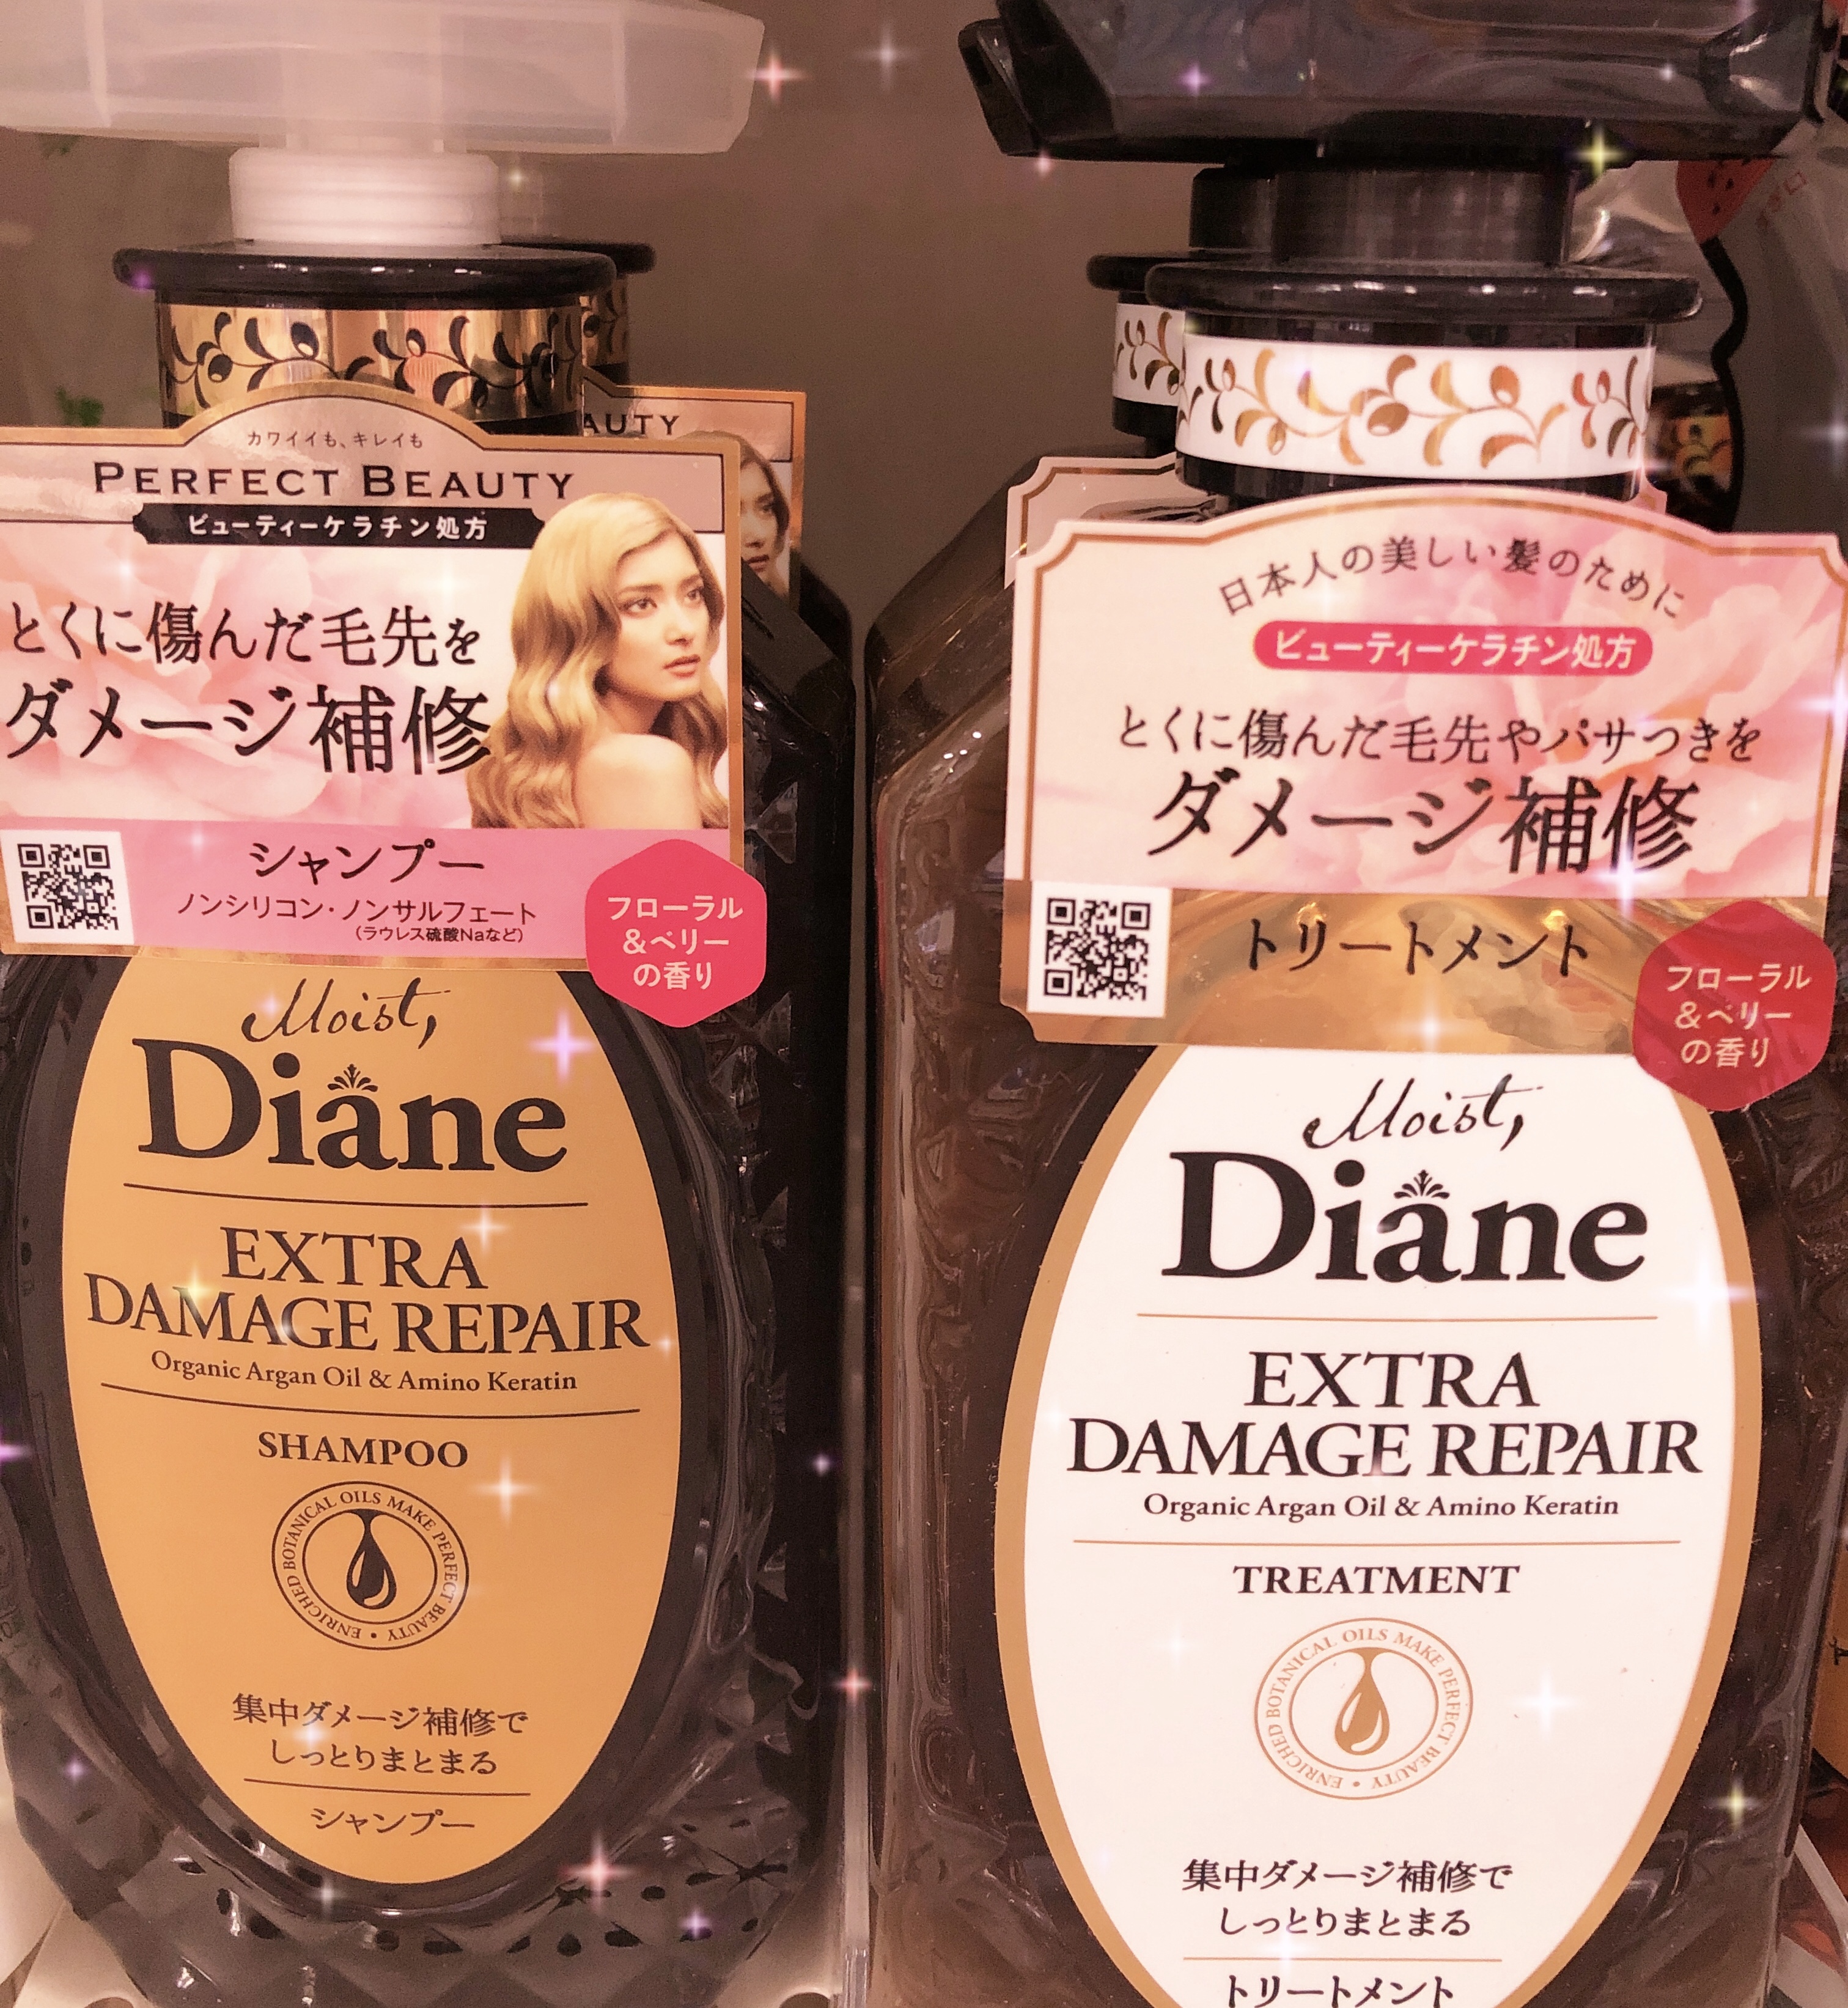 カワイイも、キレイも
PERFECT BEAUTY
ビューティーケラチン処方
とくに傷んだ毛先を
ダメージ補修
シャンプー
ノンシリコン・ノンサルフェート
(ラウレス硫酸Naなど)
フローラル
&ベリー
の香り
Moist,
Diane
EXTRA
DAMAGE REPAIR
Organic Argan Oil & Amino Keratin
SHAMPOO
ENRICHED BOTANICAL OILS MAKE PERFECT BEAUTY •
集中ダメージ補修で
しっとりまとまる
シャンプー
AUTY
日本人の美しい髪のために
ビューティーケラチン処方
とくに傷んだ毛先やパサつきを
ダメージ補修
トリートメント
フローラル
&ベリー
の香り
Moist,
Diane
EXTRA
DAMAGE REPAIR
Organic Argan Oil & Amino Keratin
TREATMENT
ENRICHED BOTANICAL OILS MAKE PERFECT BEAUTY •
集中ダメージ補修で
しっとりまとまる
トリートメント